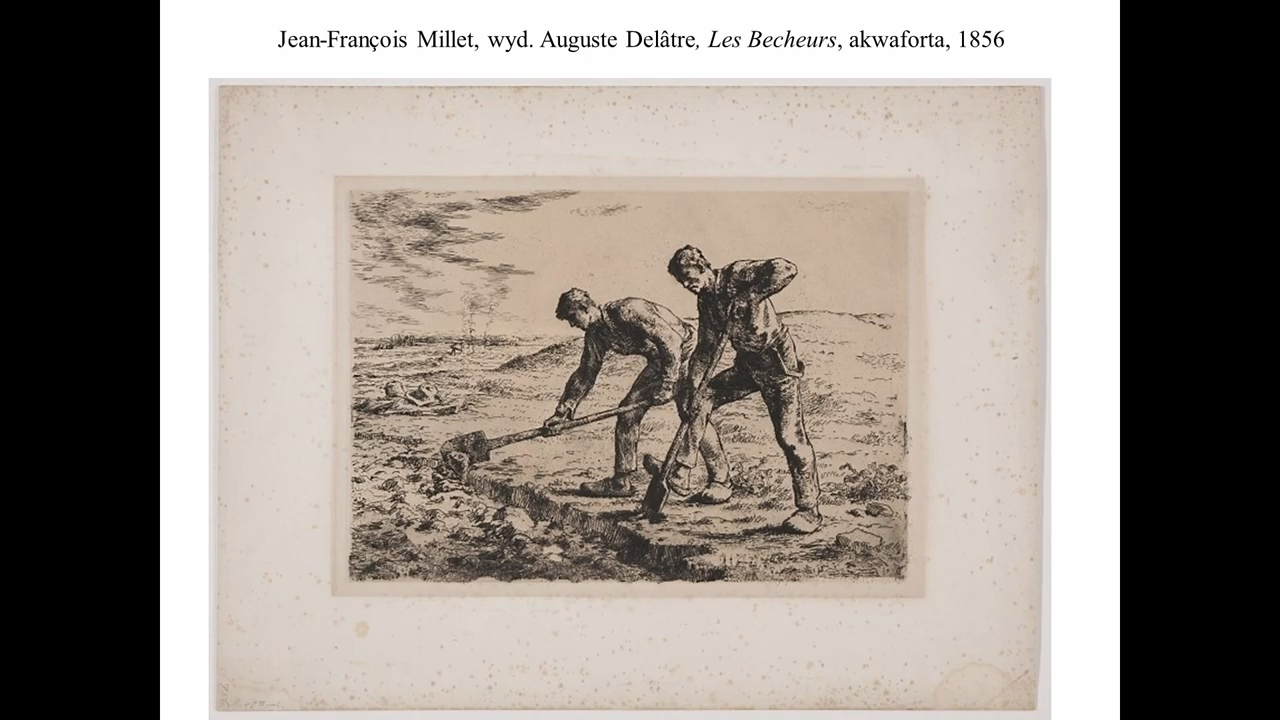 Jean-François Millet, wyd. Auguste Delâtre, Les Becheurs, akwaforta, 1856